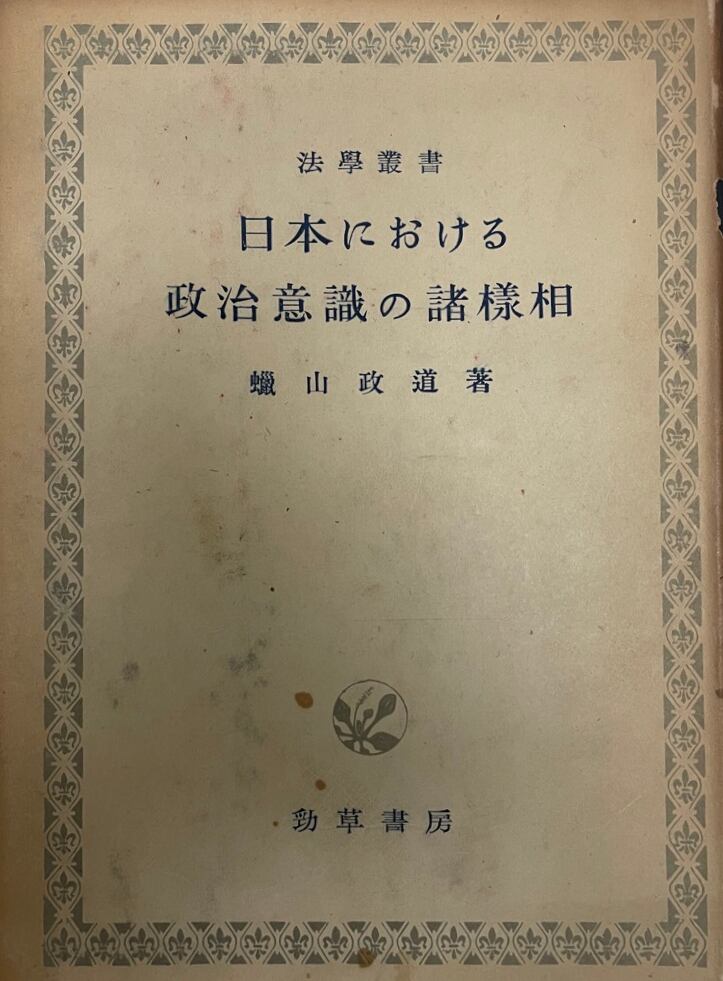 法學叢書
日本における
政治意識の諸樣相
蠟山政道著
勁草書房